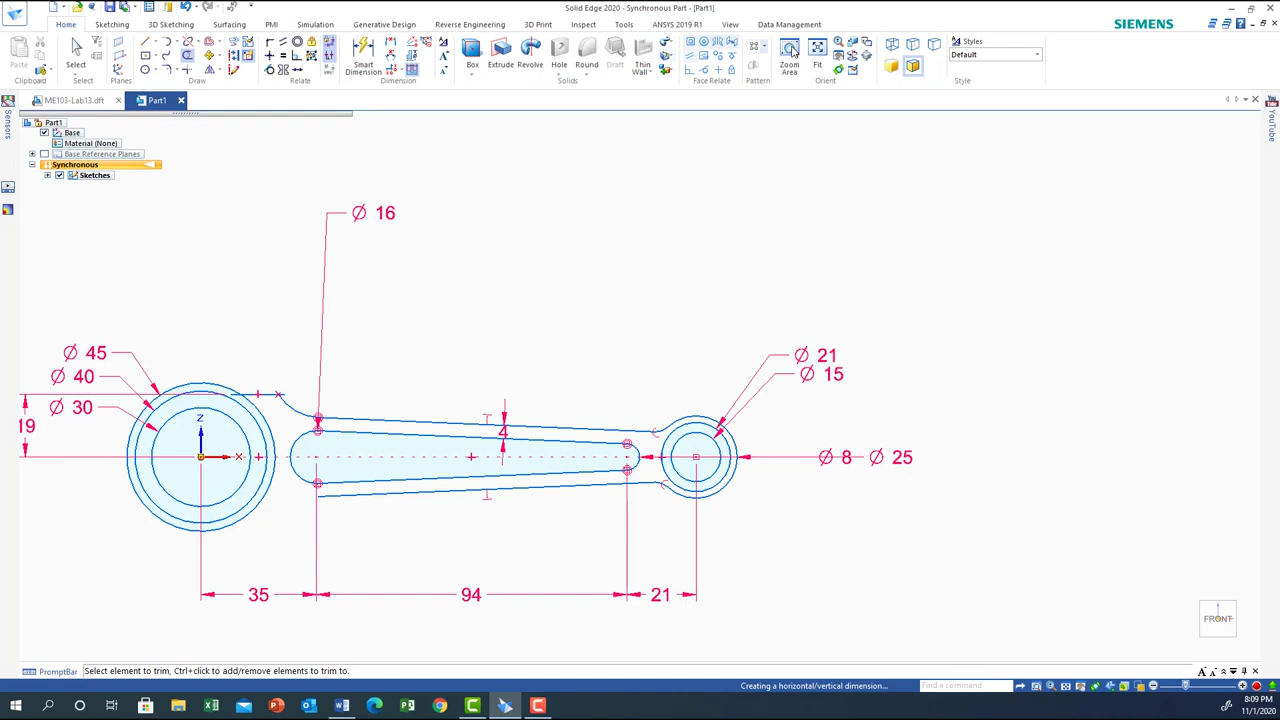 Solid Edge 2020 - Synchronous Part - [Part1]
Home Sketching 3D Sketching Surfacing PMI Simulation Generative Design Reverse Engineering 3D Print Inspect Tools ANSYS 2019 R1 View Data Management
SIEMENS
Paste Select Smart Dimension Box Extrude Revolve Hole Round Draft Thin Wall Zoom Area Fit Styles Default
Clipboard Select Planes Draw Relate Dimension Solids Face Relate Pattern Orient Style
ME103-Lab13.dft Part1
Part1
Base
Material (None)
Base Reference Planes
Synchronous
Sketches
Sensors
YouTube
Ø 16
Ø 45
Ø 40
Ø 30
19
Z
X
4
Ø 21
Ø 15
Ø 8 Ø 25
35 94 21
FRONT
PromptBar Select element to trim, Ctrl+click to add/remove elements to trim to.
Creating a horizontal/vertical dimension... Find a command
8:09 PM
11/1/2020